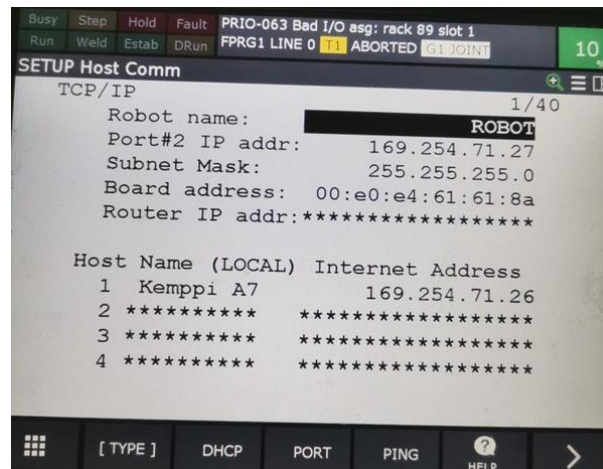 Busy Step Hold Fault PRIO-063 Bad I/O asg: rack 89 slot 1
Run Weld Estab DRun FPRG1 LINE 0 T1 ABORTED G1 JOINT 10 %
SETUP Host Comm
TCP/IP 1/40
Robot name: ROBOT
Port#2 IP addr: 169.254.71.27
Subnet Mask: 255.255.255.0
Board address: 00:e0:e4:61:61:8a
Router IP addr:******************
Host Name (LOCAL) Internet Address
1 Kemppi A7 169.254.71.26
2 ********** ******************
3 ********** ******************
4 ********** ******************
[ TYPE ] DHCP PORT PING ? HELP >